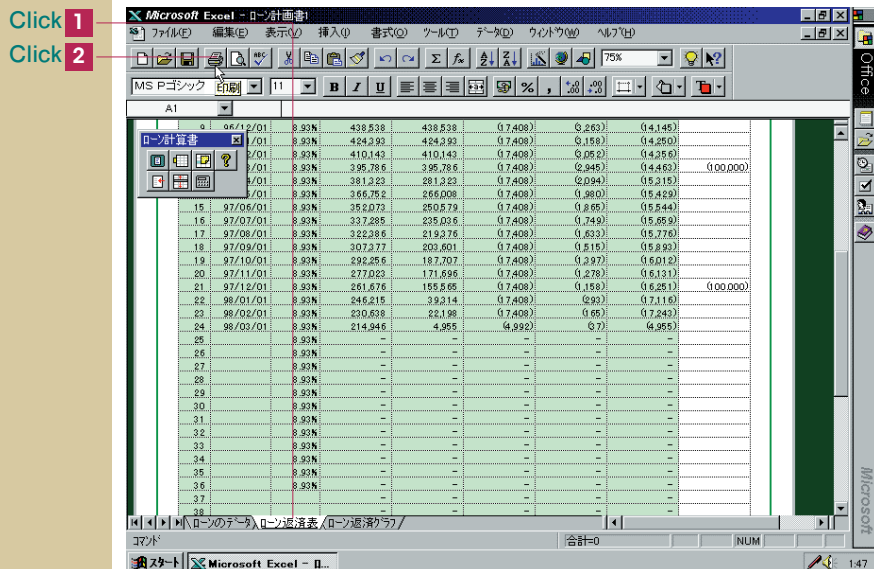 Click 1
Click 2
Microsoft Excel - ローン計画書1
ファイル(F) 編集(E) 表示(V) 挿入(I) 書式(O) ツール(T) データ(D) ウィンドウ(W) ヘルプ(H)
ABC Σ fx 75%
MS Pゴシック 印刷 11 B I U % ,
A1
9 96/12/01 8.93% 438,538 438,538 (17,408) (3,263) (14,145)
ローン計算書
/01 8.93% 424,393 424,393 (17,408) (3,158) (14,250)
/01 8.93% 410,143 410,143 (17,408) (3,052) (14,356)
/01 8.93% 395,786 395,786 (17,408) (2,945) (14,463) (100,000)
/01 8.93% 381,323 281,323 (17,408) (2,094) (15,315)
/01 8.93% 366,752 266,008 (17,408) (1,980) (15,429)
15 97/06/01 8.93% 352,073 250,579 (17,408) (1,865) (15,544)
16 97/07/01 8.93% 337,285 235,036 (17,408) (1,749) (15,659)
17 97/08/01 8.93% 322,386 219,376 (17,408) (1,633) (15,776)
18 97/09/01 8.93% 307,377 203,601 (17,408) (1,515) (15,893)
19 97/10/01 8.93% 292,256 187,707 (17,408) (1,397) (16,012)
20 97/11/01 8.93% 277,023 171,696 (17,408) (1,278) (16,131)
21 97/12/01 8.93% 261,676 155,565 (17,408) (1,158) (16,251) (100,000)
22 98/01/01 8.93% 246,215 39,314 (17,408) (293) (17,116)
23 98/02/01 8.93% 230,638 22,198 (17,408) (165) (17,243)
24 98/03/01 8.93% 214,946 4,955 (4,992) (37) (4,955)
25 8.93% - - - - -
26 8.93% - - - - -
27 8.93% - - - - -
28 8.93% - - - - -
29 8.93% - - - - -
30 8.93% - - - - -
31 8.93% - - - - -
32 8.93% - - - - -
33 8.93% - - - - -
34 8.93% - - - - -
35 8.93% - - - - -
36 8.93% - - - - -
37 - - - - -
38 - - - - -
ローンのデータ ローン返済表 ローン返済グラフ
コマンド 合計=0 NUM
スタート Microsoft Excel - ロ... 1:47
Office
Microsoft